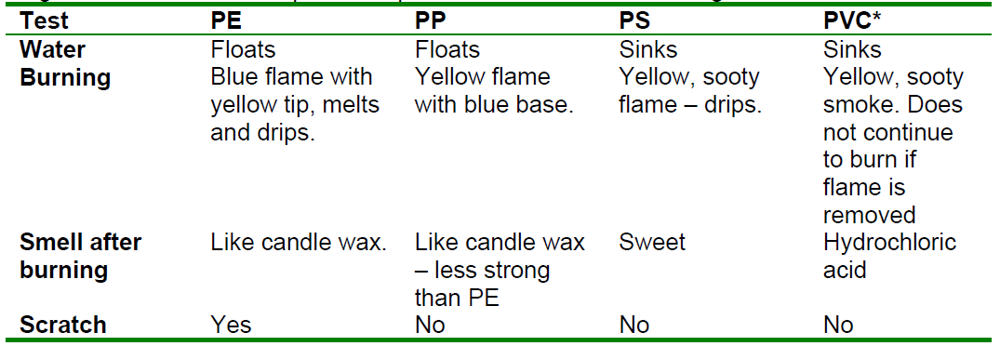 Test PE PP PS PVC*
Water Floats Floats Sinks Sinks
Burning Blue flame with Yellow flame Yellow, sooty Yellow, sooty
yellow tip, melts with blue base. flame – drips. smoke. Does
and drips. not continue
to burn if
flame is
removed
Smell after Like candle wax. Like candle wax Sweet Hydrochloric
burning – less strong acid
than PE
Scratch Yes No No No